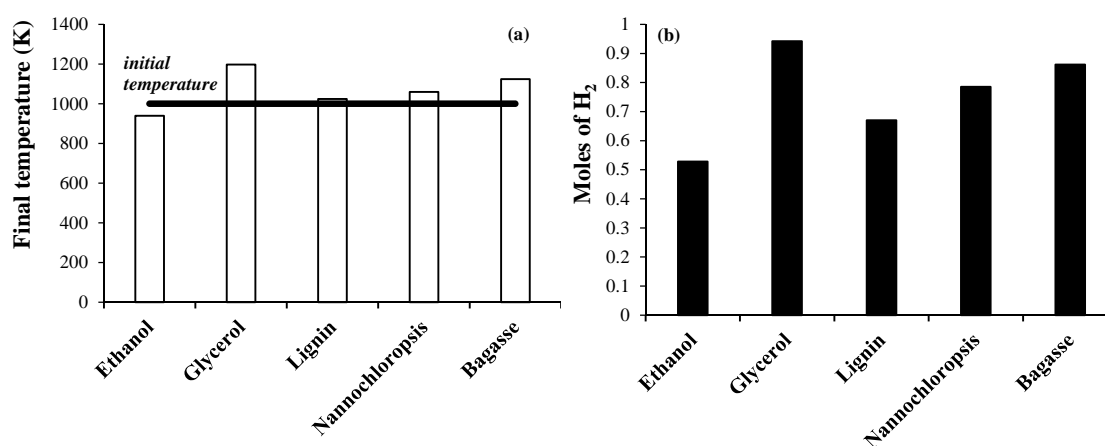 Final temperature (K)
1400
1200
1000
800
600
400
200
0
(a)
initial
temperature
Ethanol
Glycerol
Lignin
Nannochloropsis
Bagasse
Moles of H2
1
0.9
0.8
0.7
0.6
0.5
0.4
0.3
0.2
0.1
0
(b)
Ethanol
Glycerol
Lignin
Nannochloropsis
Bagasse